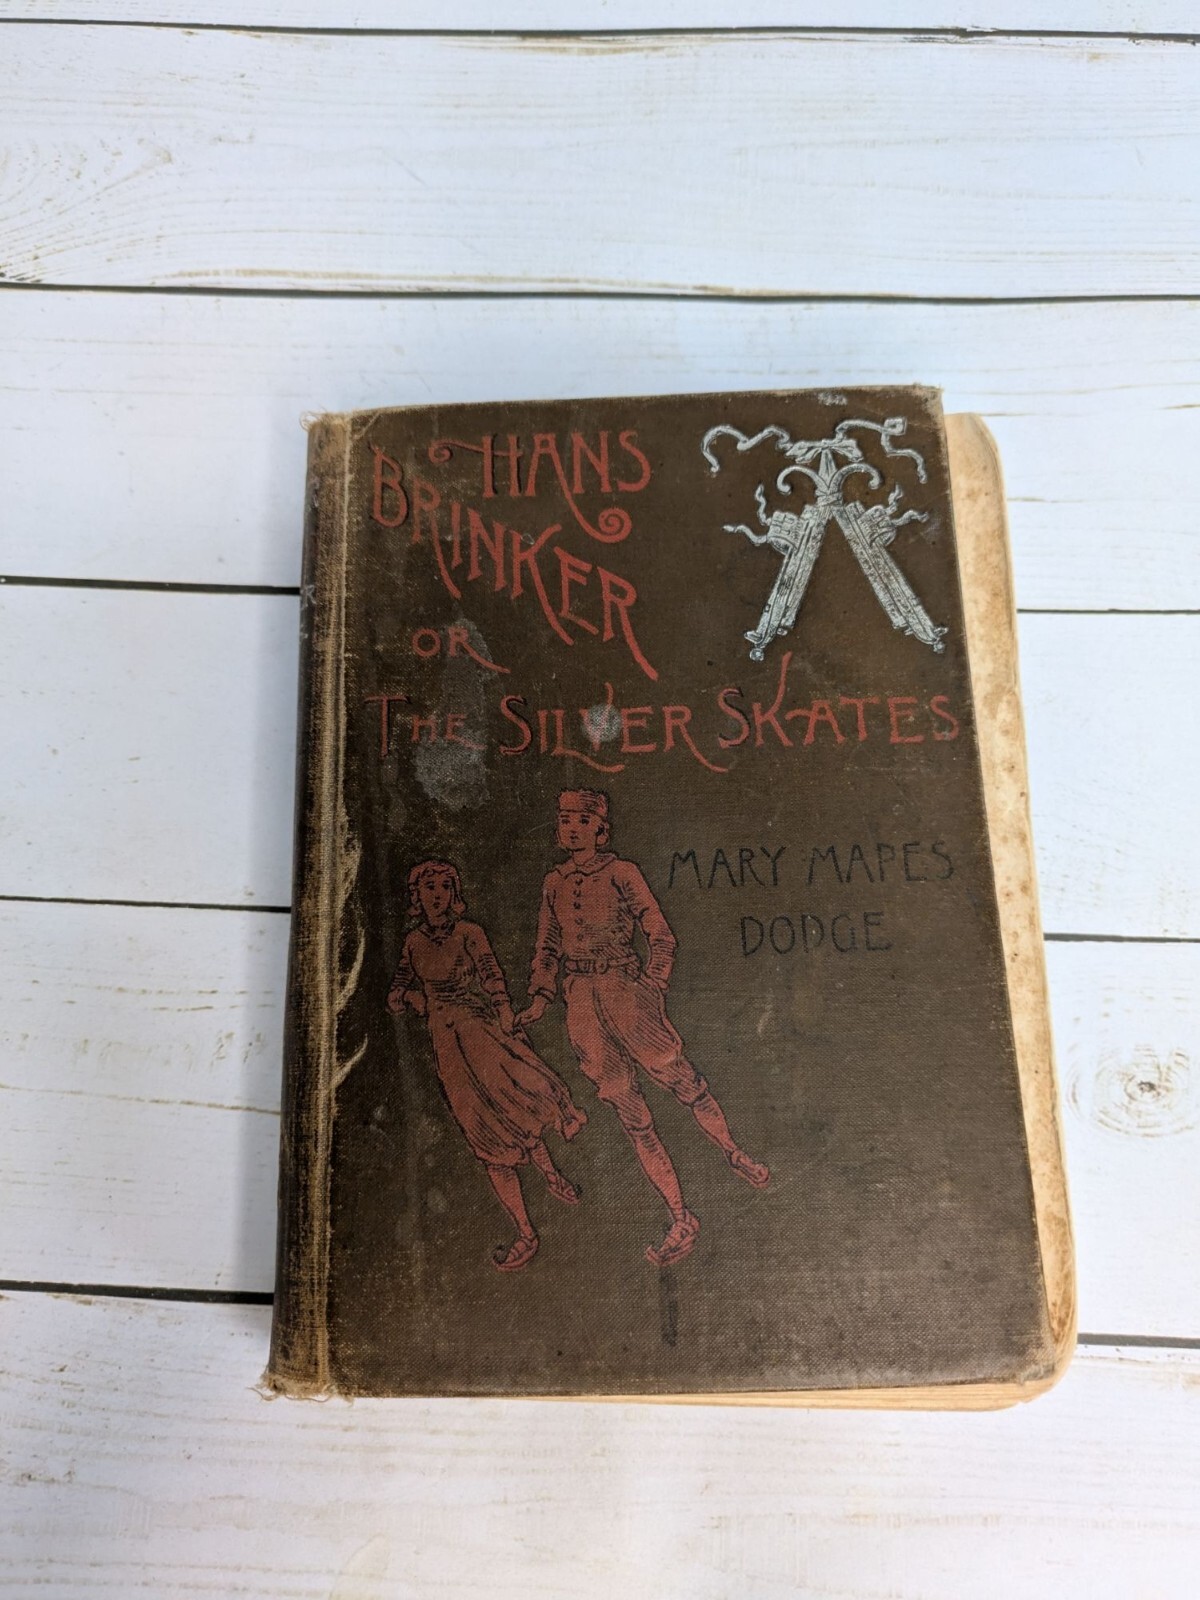 HANS
BRINKER
OR
THE SILVER SKATES
MARY MAPES
DODGE